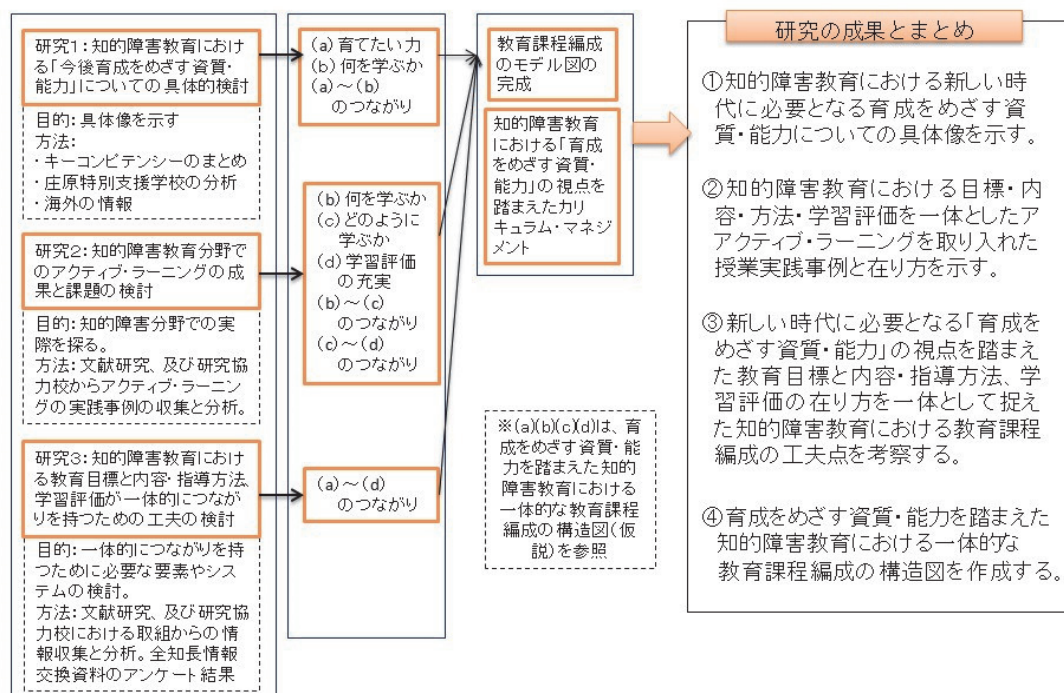 研究1：知的障害教育におけ
る「今後育成をめざす資質・
能力」についての具体的検討
目的：具体像を示す
方法：
・キーコンピテンシーのまとめ
・庄原特別支援学校の分析
・海外の情報
研究2：知的障害教育分野で
のアクティブ・ラーニングの成
果と課題の検討
目的：知的障害分野での実
際を探る。
方法：文献研究、及び研究協
力校からアクティブ・ラーニン
グの実践事例の収集と分析。
研究3：知的障害教育におけ
る教育目標と内容・指導方法、
学習評価が一体的につなが
りを持つための工夫の検討
目的：一体的につながりを持
つために必要な要素やシス
テムの検討。
方法：文献研究、及び研究協
力校における取組からの情
報収集と分析。全知長情報
交換資料のアンケート結果
(a)育てたい力
(b)何を学ぶか
(a)～(b)
のつながり
(b)何を学ぶか
(c)どのように
学ぶか
(d)学習評価
の充実
(b)～(c)
のつながり
(c)～(d)
のつながり
(a)～(d)
のつながり
教育課程編成
のモデル図の
完成
知的障害教育
における「育成
をめざす資質・
能力」の視点を
踏まえたカリ
キュラム・マネジ
メント
※(a)(b)(c)(d)は、育
成をめざす資質・能
力を踏まえた知的
障害教育における
一体的な教育課程
編成の構造図(仮
説)を参照
研究の成果とまとめ
①知的障害教育における新しい時
代に必要となる育成をめざす資
質・能力についての具体像を示す。
②知的障害教育における目標・内
容・方法・学習評価を一体としたア
アクティブ・ラーニングを取り入れた
授業実践事例と在り方を示す。
③新しい時代に必要となる「育成を
めざす資質・能力」の視点を踏まえ
た教育目標と内容・指導方法、学
習評価の在り方を一体として捉え
た知的障害教育における教育課程
編成の工夫点を考察する。
④育成をめざす資質・能力を踏まえた
知的障害教育における一体的な
教育課程編成の構造図を作成する。